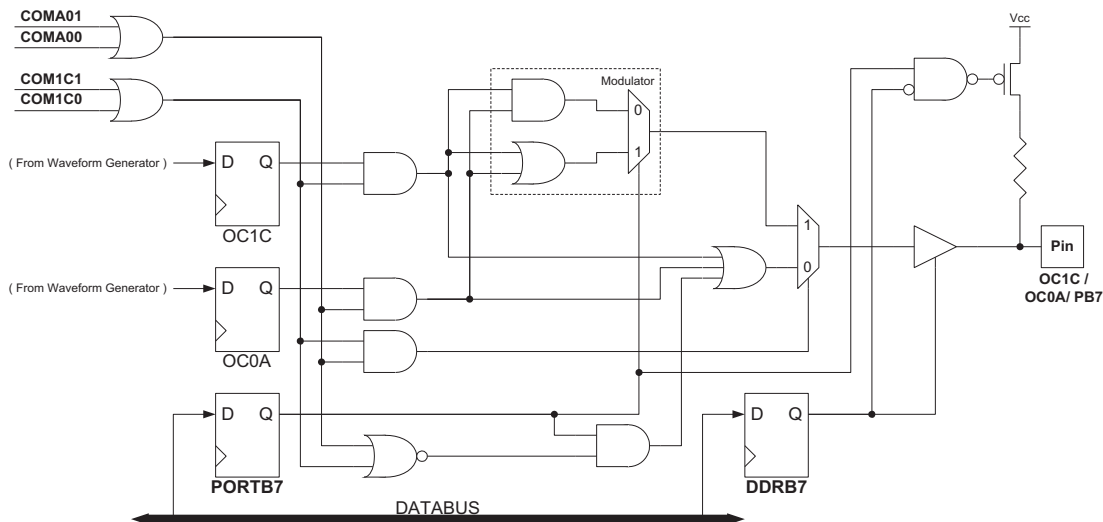 COMA01
COMA00
Vcc
COM1C1
COM1C0
Modulator
0
1
( From Waveform Generator )
D Q
OC1C
1
0
Pin
OC1C /
OC0A/ PB7
( From Waveform Generator )
D Q
OC0A
D Q
PORTB7
D Q
DDRB7
DATABUS